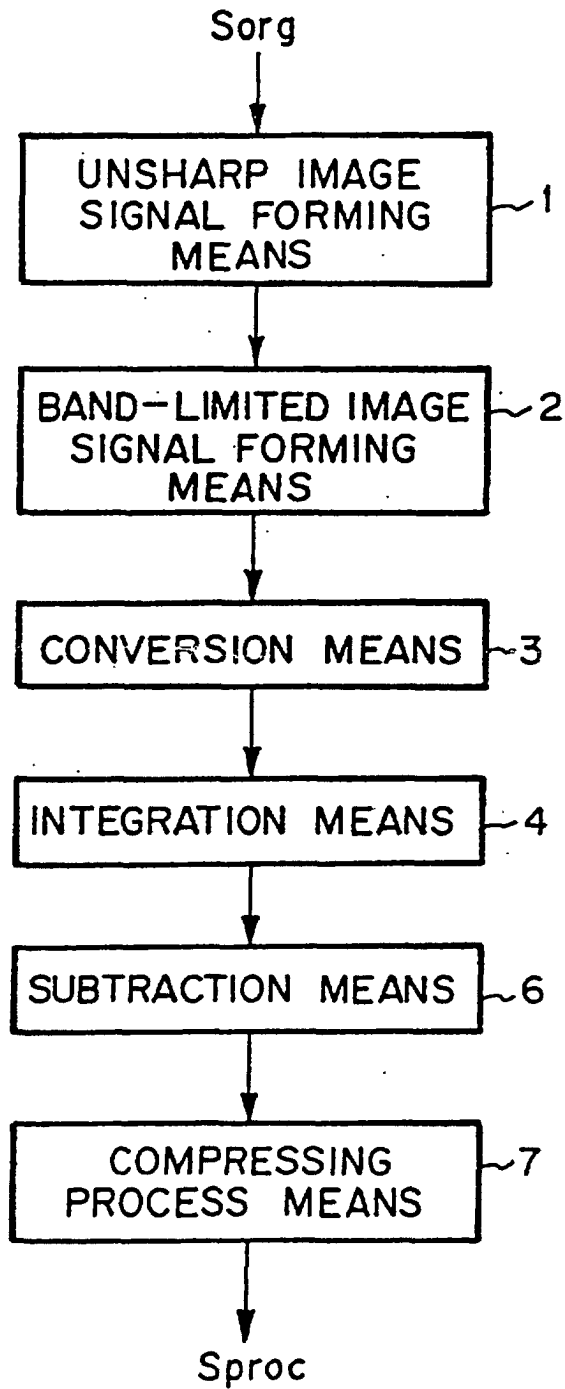 Sorg
UNSHARP IMAGE
SIGNAL FORMING
MEANS
1
BAND-LIMITED IMAGE
SIGNAL FORMING
MEANS
2
CONVERSION MEANS
3
INTEGRATION MEANS
4
SUBTRACTION MEANS
6
COMPRESSING
PROCESS MEANS
7
Sproc